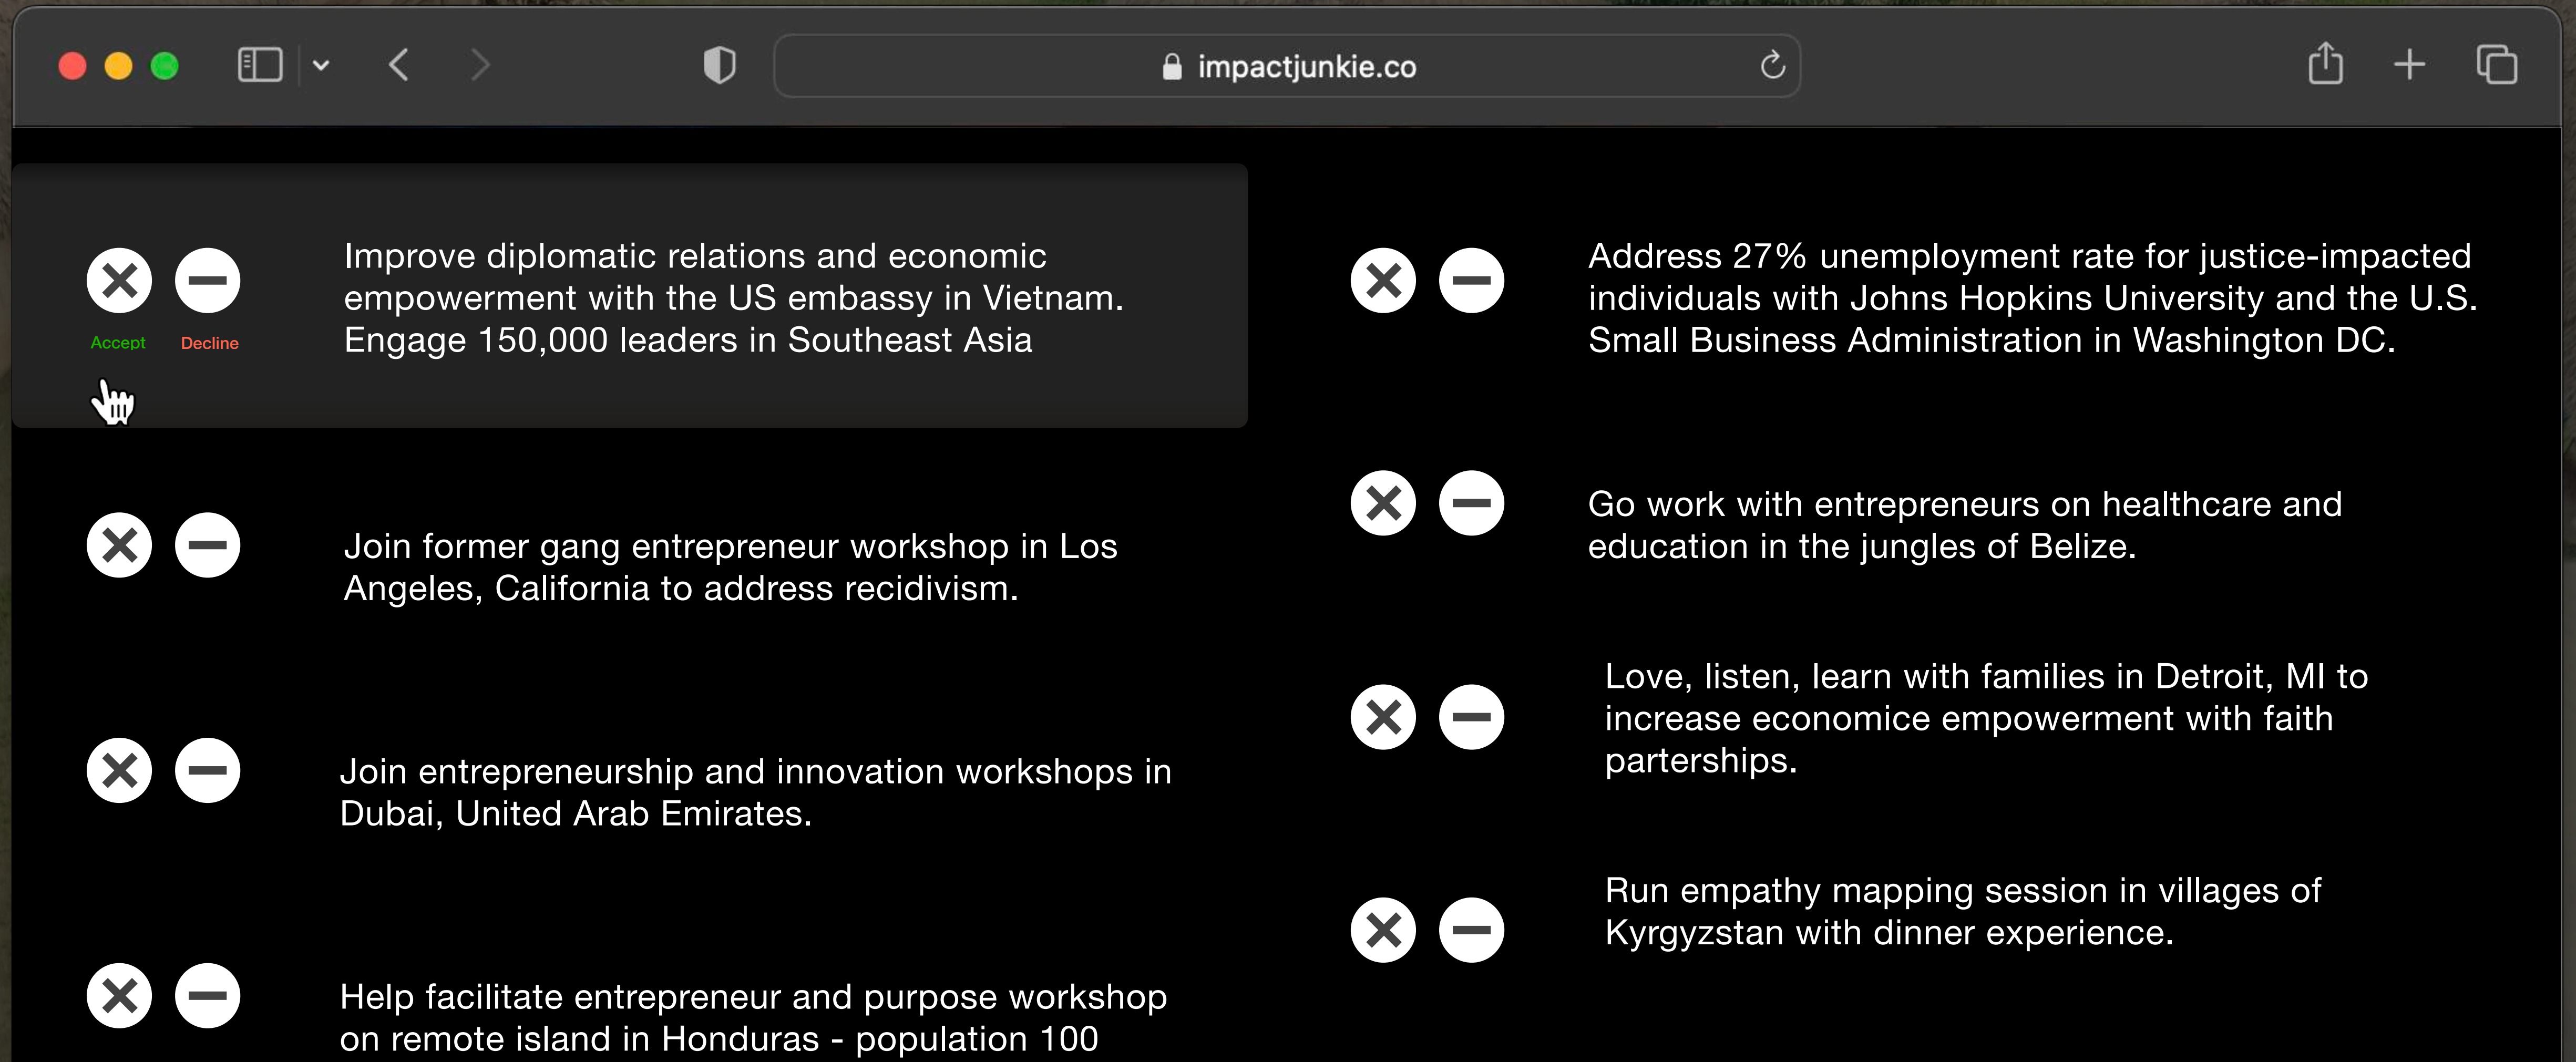 impactjunkie.co
Improve diplomatic relations and economic
empowerment with the US embassy in Vietnam.
Engage 150,000 leaders in Southeast Asia
Accept Decline
Join former gang entrepreneur workshop in Los
Angeles, California to address recidivism.
Join entrepreneurship and innovation workshops in
Dubai, United Arab Emirates.
Help facilitate entrepreneur and purpose workshop
on remote island in Honduras - population 100
Address 27% unemployment rate for justice-impacted
individuals with Johns Hopkins University and the U.S.
Small Business Administration in Washington DC.
Go work with entrepreneurs on healthcare and
education in the jungles of Belize.
Love, listen, learn with families in Detroit, MI to
increase economice empowerment with faith
parterships.
Run empathy mapping session in villages of
Kyrgyzstan with dinner experience.